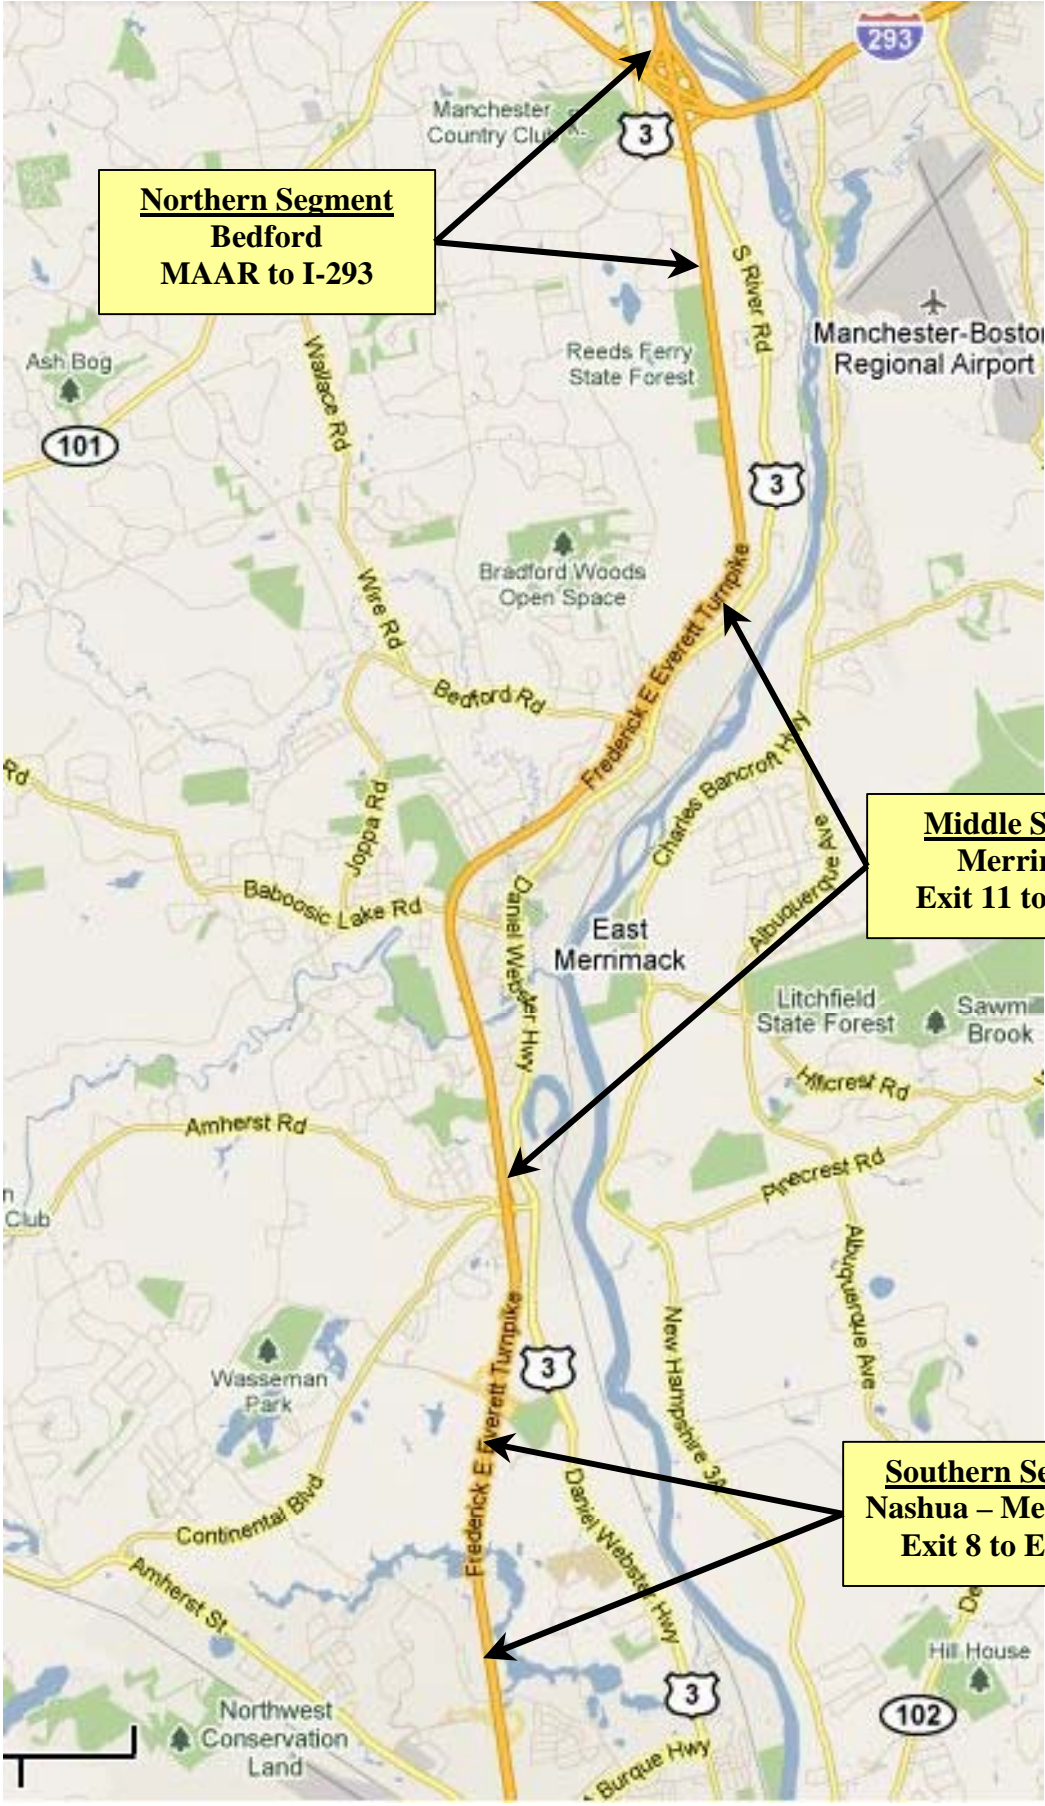 293
Manchester
Country Club
3
Northern Segment
Bedford
MAAR to I-293
S River Rd
Manchester-Boston
Regional Airport
Reeds Ferry
State Forest
Ash Bog
Wallace Rd
101
3
Bradford Woods
Open Space
Wire Rd
Frederick E Everett Turnpike
Bedford Rd
Charles Bancroft Hwy
Rd
Joppa Rd
Middle S
Merrim
Exit 11 to
Albuquerque Ave
Baboosic Lake Rd
Daniel Webster Hwy
East
Merrimack
Litchfield
State Forest
Sawm
Brook
Hillcrest Rd
Amherst Rd
Pinecrest Rd
n
Club
Albuquerque Ave
New Hampshire 3A
Frederick E Everett Turnpike
3
Wasseman
Park
Southern Se
Nashua – Me
Exit 8 to E
Continental Blvd
Daniel Webster Hwy
Amherst St
De
Hill House
3
102
Northwest
Conservation
Land
Burque Hwy